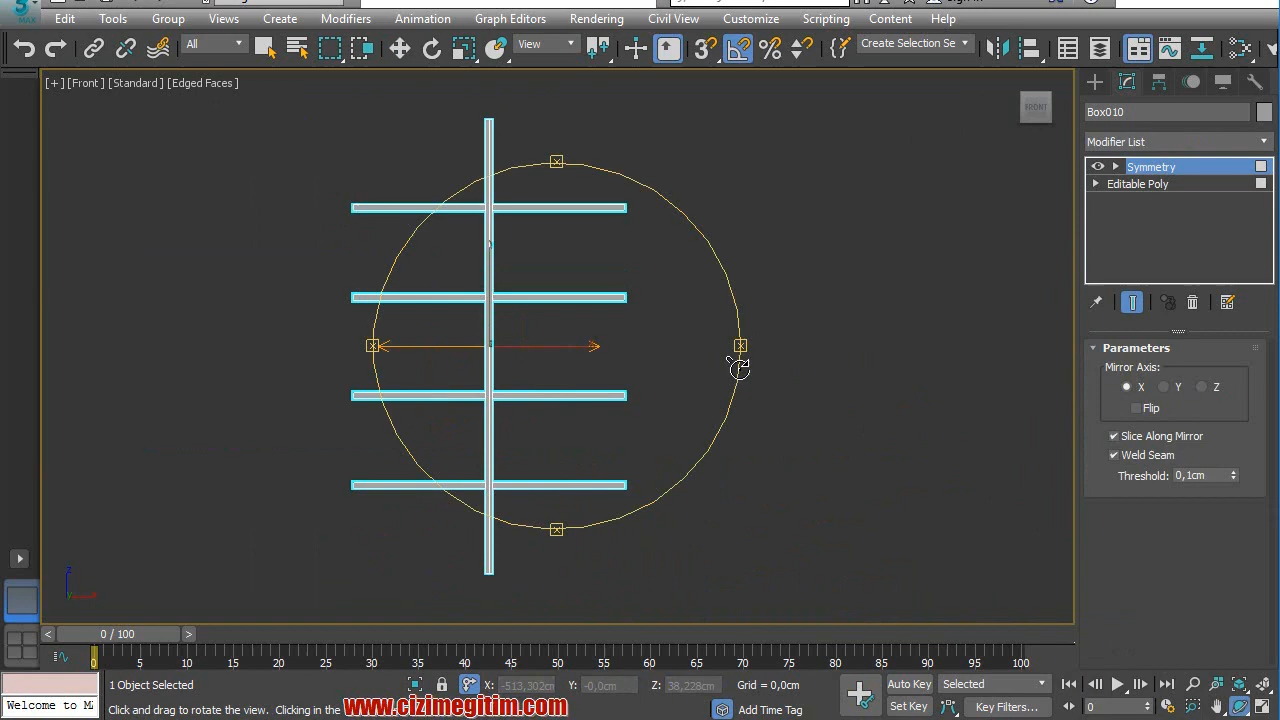 3
MAX
Edit Tools Group Views Create Modifiers Animation Graph Editors Rendering Civil View Customize Scripting Content Help
All
View
Create Selection Se
[+] [Front] [Standard] [Edged Faces]
FRONT
Box010
Modifier List
Symmetry
Editable Poly
Parameters
Mirror Axis:
X Y Z
Flip
Slice Along Mirror
Weld Seam
Threshold: 0,1cm
z
< 0 / 100 >
0 5 10 15 20 25 30 35 40 45 50 55 60 65 70 75 80 85 90 95 100
1 Object Selected
X: -513,302cm Y: -0,0cm Z: 38,228cm Grid = 0,0cm
Auto Key Selected
Welcome to M
Click and drag to rotate the view. Clicking in the
www.cizimegitim.com
Add Time Tag
Set Key
Key Filters...
0